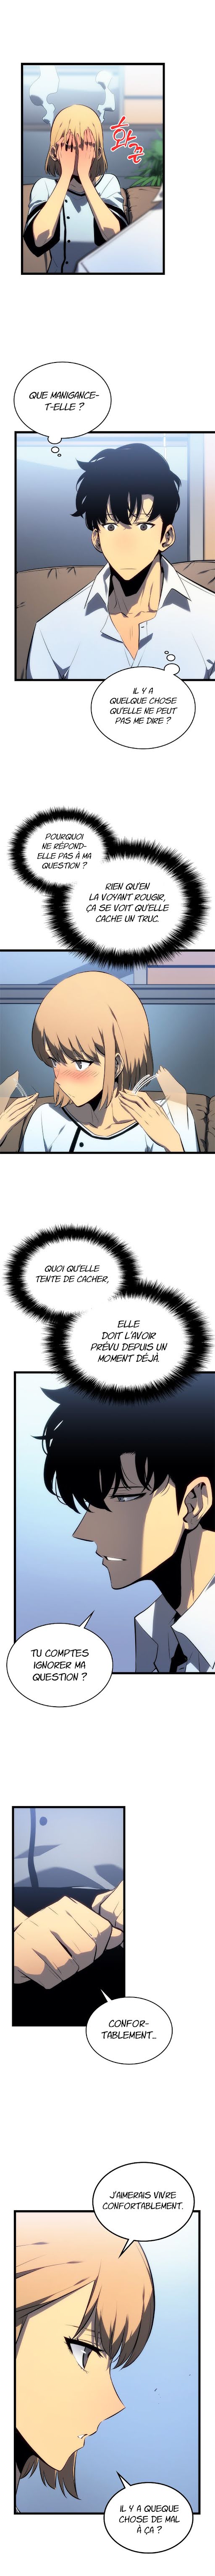 화끈
QUE MANIGANCE-
T-ELLE ?
IL Y A
QUELQUE CHOSE
QU'ELLE NE PEUT
PAS ME DIRE ?
POURQUOI
NE RÉPOND-
ELLE PAS À MA
QUESTION ?
RIEN QU'EN
LA VOYANT ROUGIR,
ÇA SE VOIT QU'ELLE
CACHE UN TRUC.
QUOI QU'ELLE
TENTE DE CACHER,
ELLE
DOIT L'AVOIR
PRÉVU DEPUIS UN
MOMENT DÉJÀ.
TU COMPTES
IGNORER MA
QUESTION ?
CONFOR-
TABLEMENT...
J'AIMERAIS VIVRE
CONFORTABLEMENT.
IL Y A QUEQUE
CHOSE DE MAL
À ÇA ?